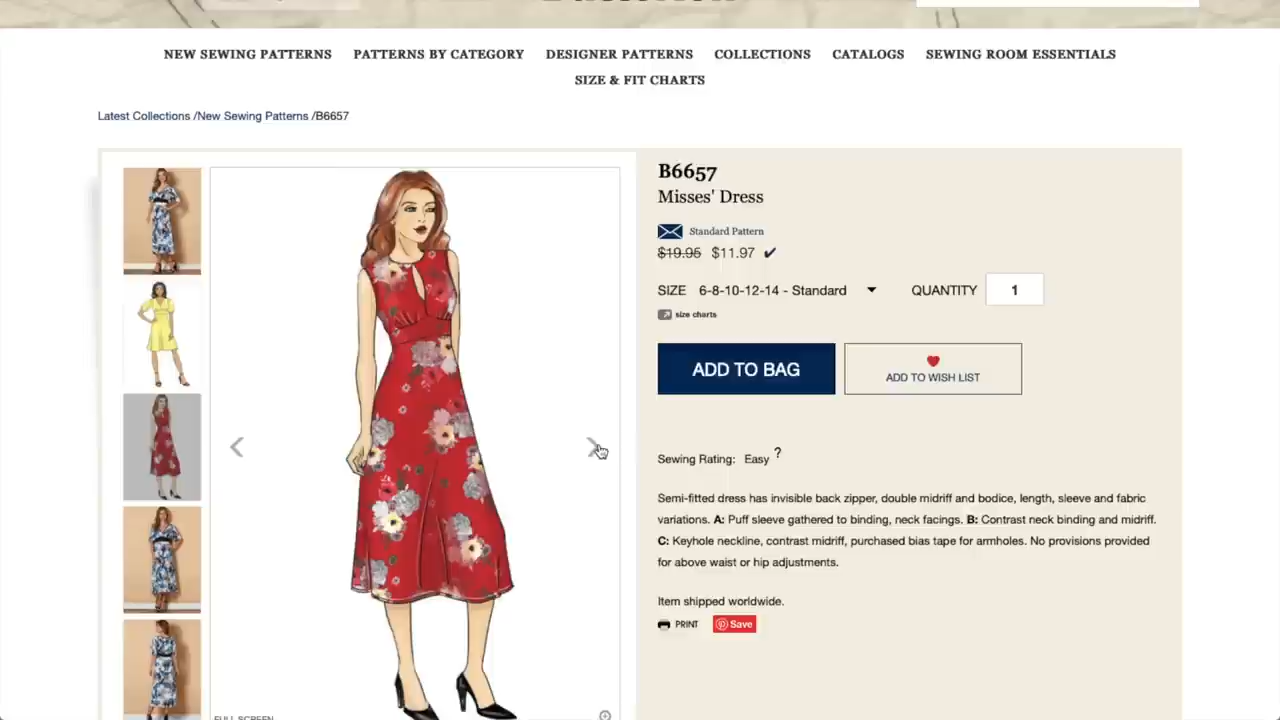 NEW SEWING PATTERNS PATTERNS BY CATEGORY DESIGNER PATTERNS COLLECTIONS CATALOGS SEWING ROOM ESSENTIALS
SIZE & FIT CHARTS
Latest Collections /New Sewing Patterns /B6657
B6657
Misses' Dress
Standard Pattern
$19.95 $11.97 ✔
SIZE 6-8-10-12-14 - Standard QUANTITY 1
size charts
ADD TO BAG
ADD TO WISH LIST
Sewing Rating: Easy ?
Semi-fitted dress has invisible back zipper, double midriff and bodice, length, sleeve and fabric
variations. A: Puff sleeve gathered to binding, neck facings. B: Contrast neck binding and midriff.
C: Keyhole neckline, contrast midriff, purchased bias tape for armholes. No provisions provided
for above waist or hip adjustments.
Item shipped worldwide.
PRINT Save
FULL SCREEN